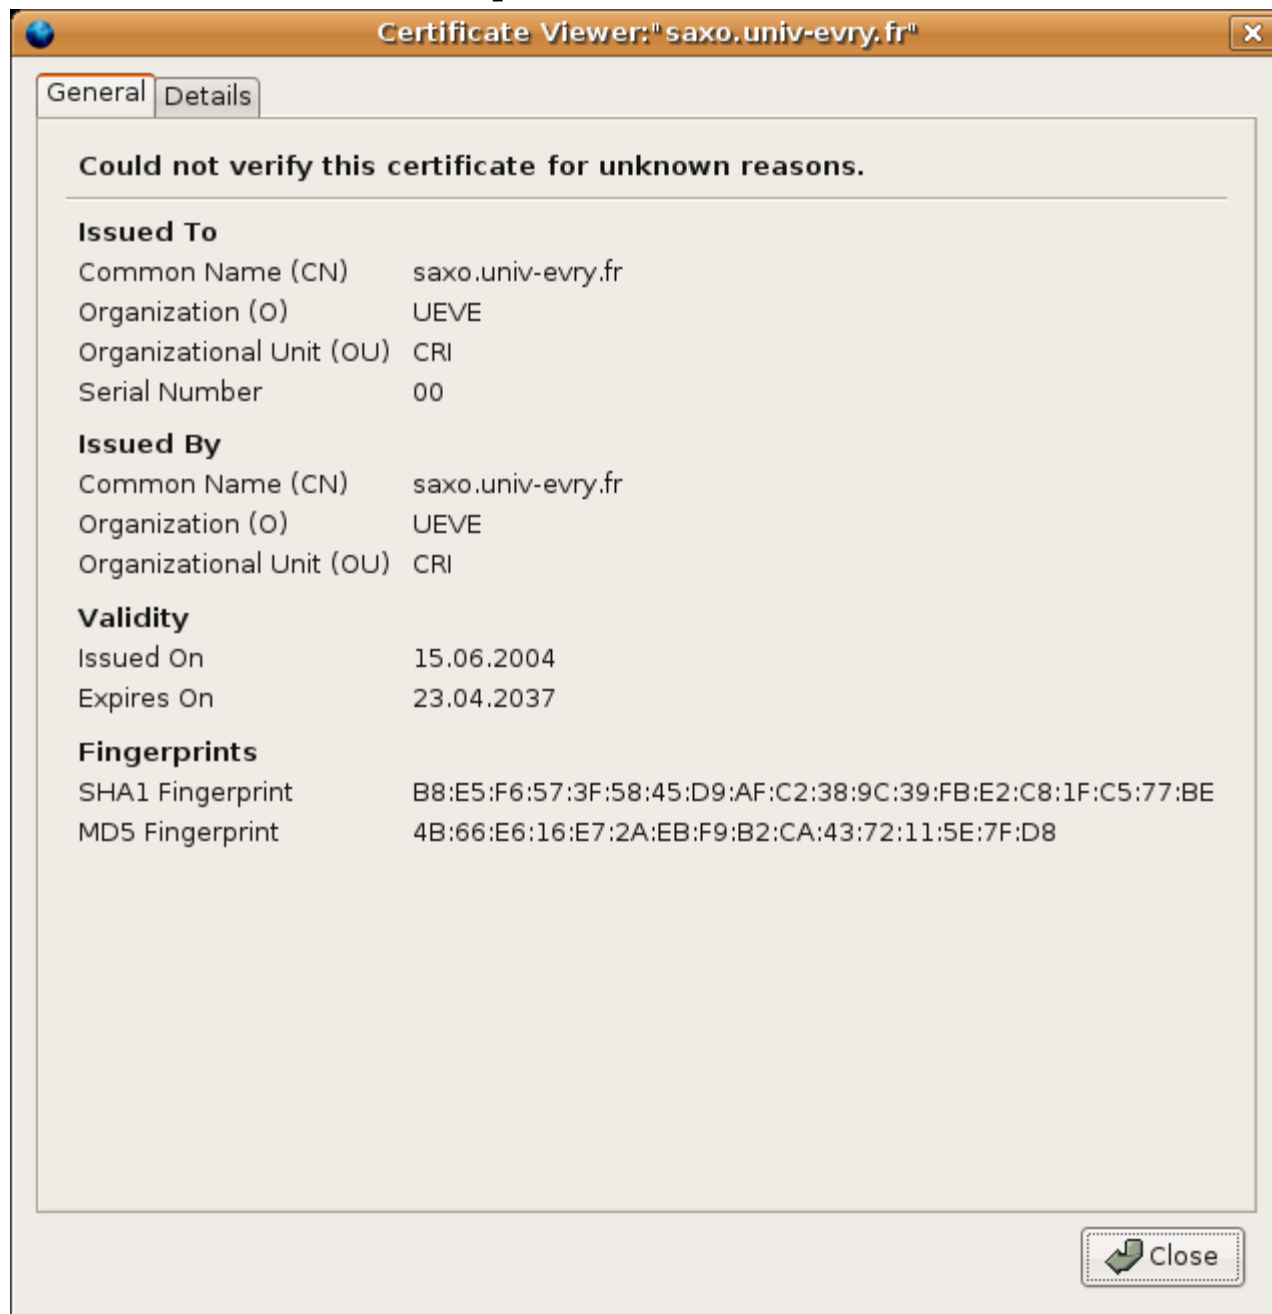 Certificate Viewer:"saxo.univ-evry.fr"
General Details
Could not verify this certificate for unknown reasons.
Issued To
Common Name (CN) saxo.univ-evry.fr
Organization (O) UEVE
Organizational Unit (OU) CRI
Serial Number 00
Issued By
Common Name (CN) saxo.univ-evry.fr
Organization (O) UEVE
Organizational Unit (OU) CRI
Validity
Issued On 15.06.2004
Expires On 23.04.2037
Fingerprints
SHA1 Fingerprint B8:E5:F6:57:3F:58:45:D9:AF:C2:38:9C:39:FB:E2:C8:1F:C5:77:BE
MD5 Fingerprint 4B:66:E6:16:E7:2A:EB:F9:B2:CA:43:72:11:5E:7F:D8
Close